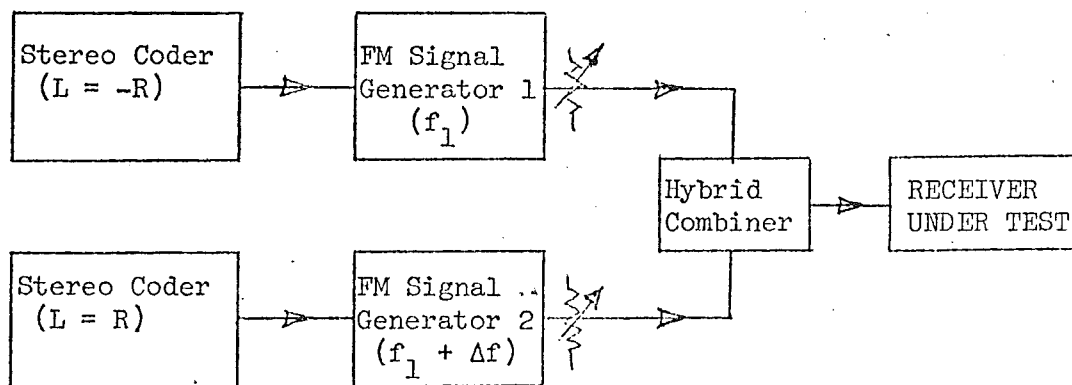 Stereo Coder
(L = -R)
FM Signal
Generator 1
(f₁)
Hybrid
Combiner
RECEIVER
UNDER TEST
Stereo Coder
(L = R)
FM Signal
Generator 2
(f₁ + Δf)